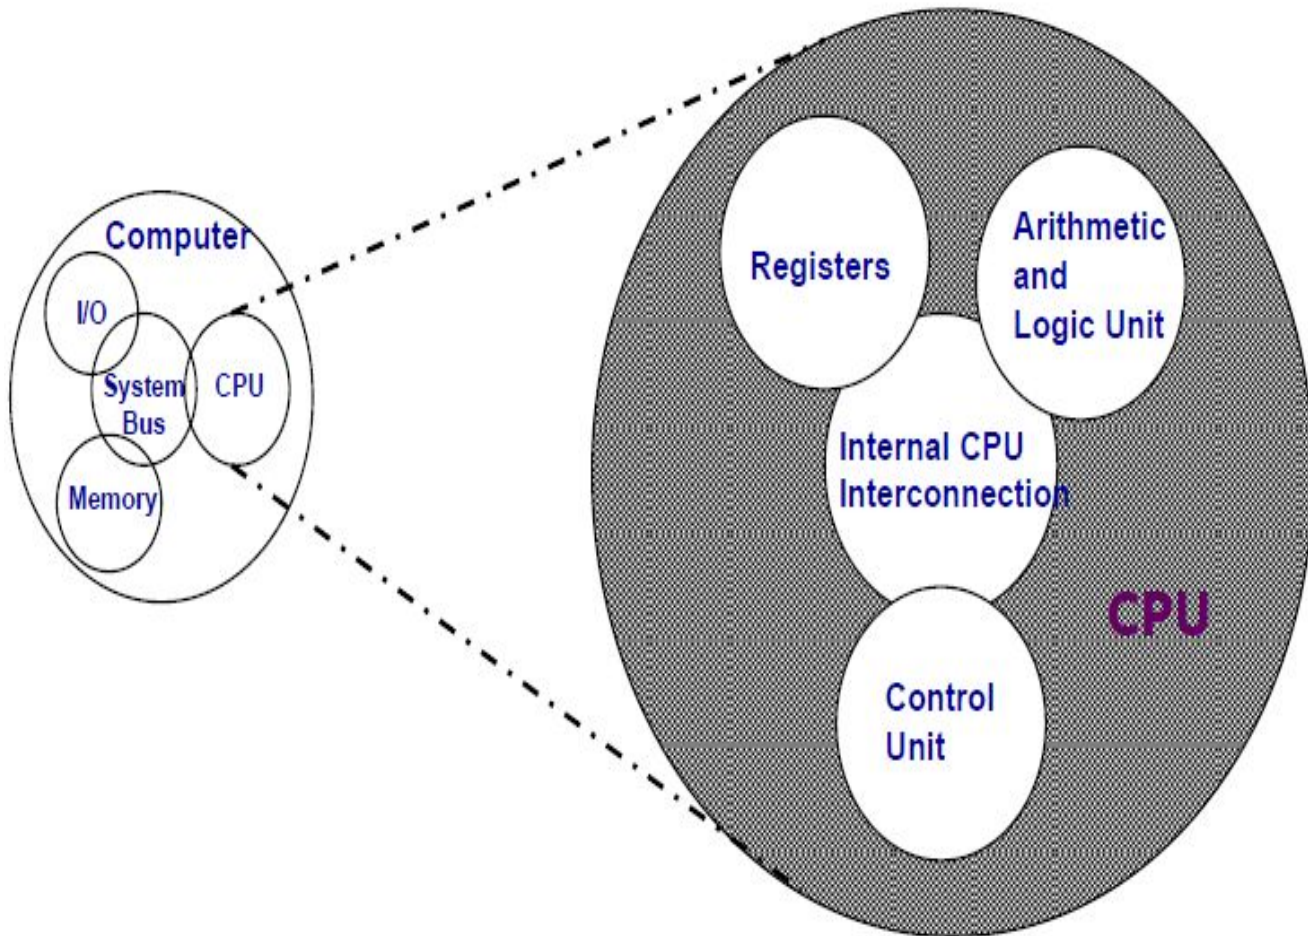 Computer
I/O
System
Bus
CPU
Memory
Registers
Arithmetic
and
Logic Unit
Internal CPU
Interconnection
CPU
Control
Unit